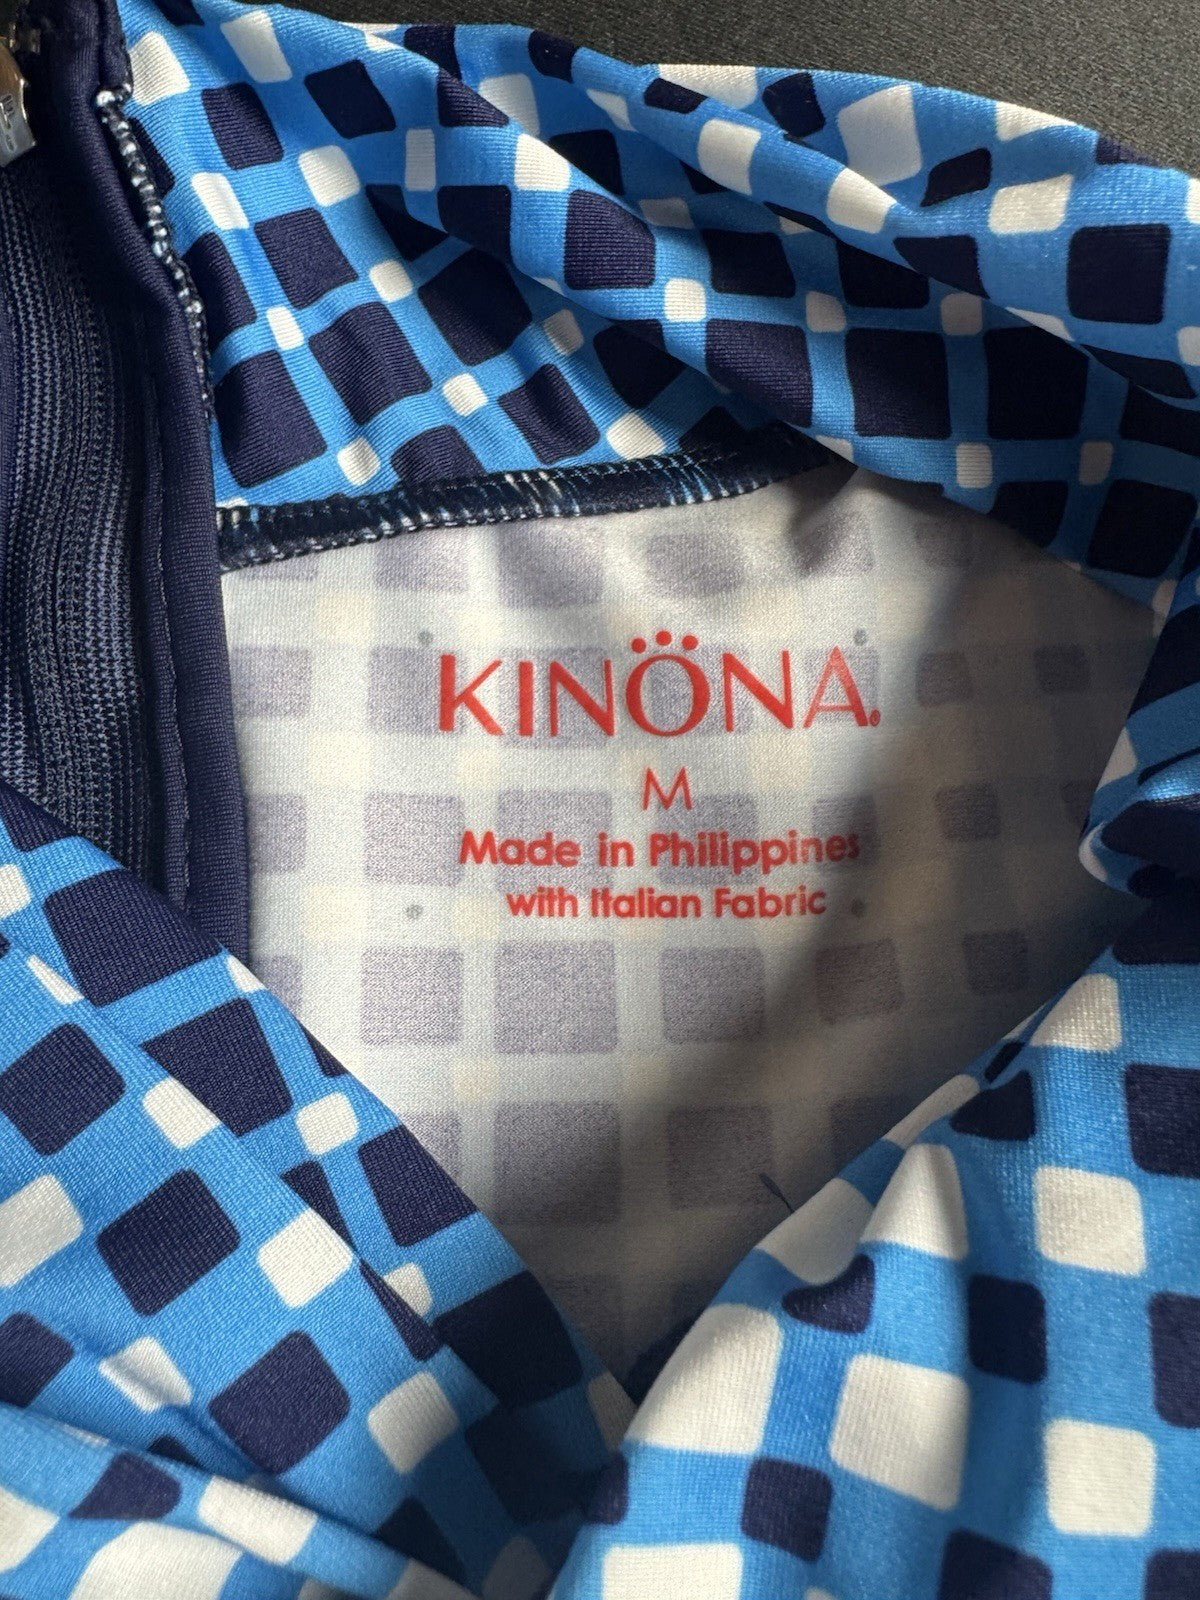 KINÖNA®
M
Made in Philippines
with Italian Fabric